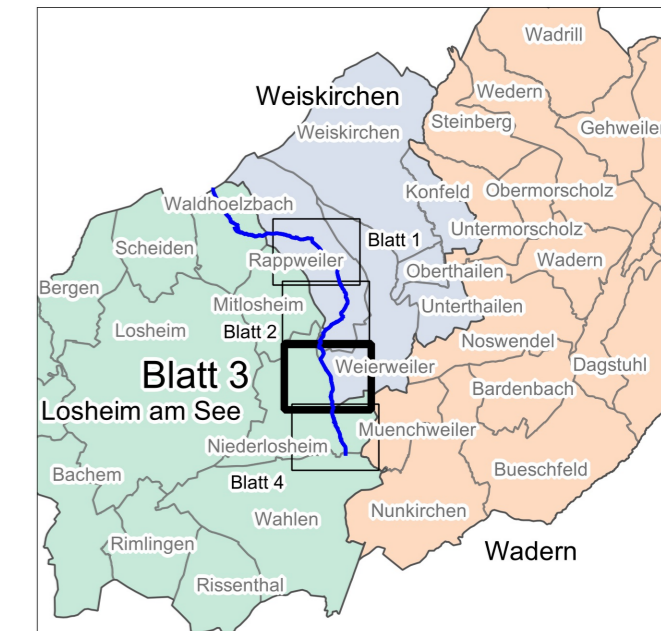 Wadrill
Weiskirchen
Wedern
Steinberg
Gehweiler
Weiskirchen
Konfeld
Obermorscholz
Waldhoelzbach
Untermorscholz
Blatt 1
Scheiden
Rappweiler
Wadern
Oberthailen
Bergen
Mitlosheim
Unterthailen
Losheim
Blatt 2
Noswendel
Dagstuhl
Weierweiler
Blatt 3
Bardenbach
Losheim am See
Muenchweiler
Niederlosheim
Bueschfeld
Bachem
Blatt 4
Nunkirchen
Wahlen
Rimlingen
Wadern
Rissenthal